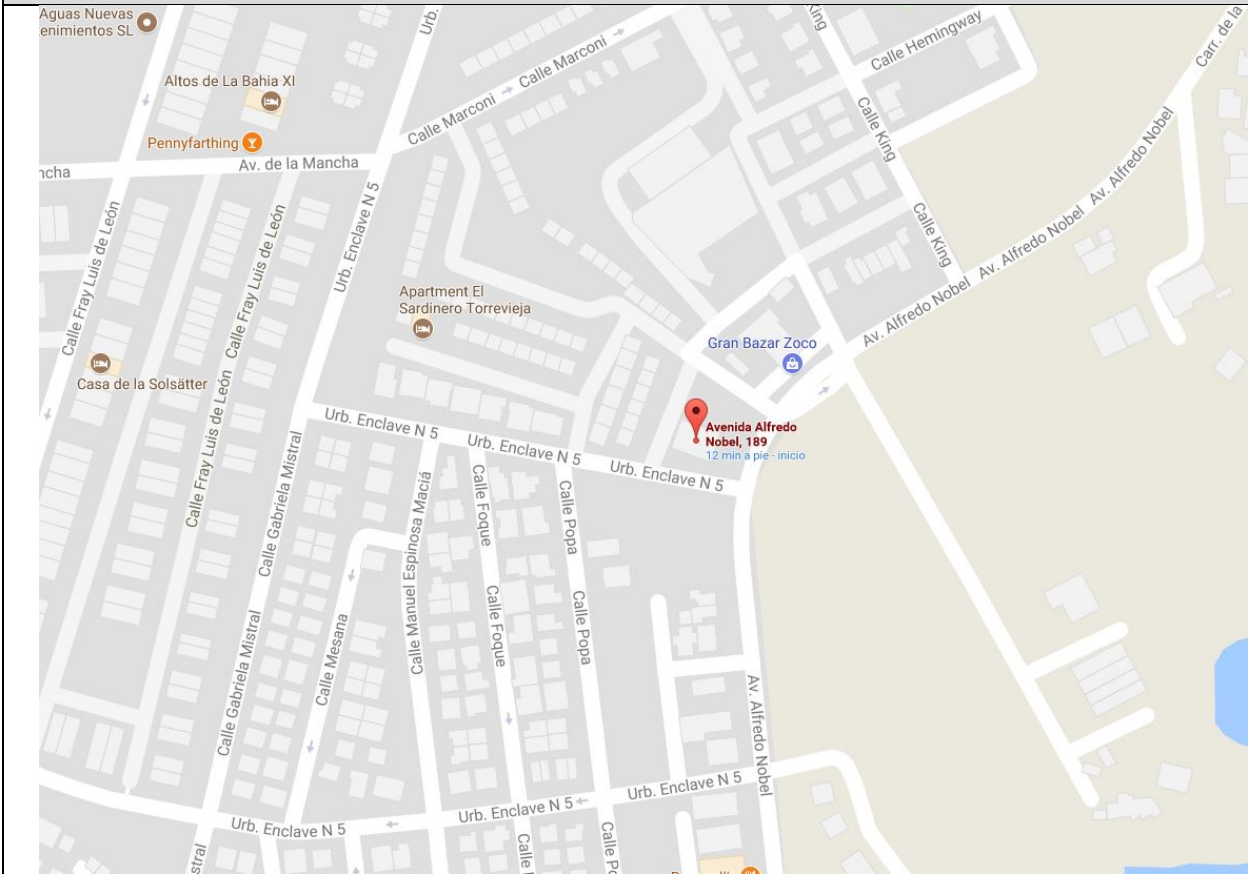 Aguas Nuevas
enimientos SL
Urb.
King
Calle Hemingway
Carr. de la
Altos de La Bahia XI
Calle Marconi
Calle Marconi
Pennyfarthing
Av. de la Mancha
ncha
Calle King
Calle King
Av. Alfredo Nobel
Av. Alfredo Nobel
Av. Alfredo Nobel
Calle Fray Luis de León
Calle Fray Luis de León
Urb. Enclave N 5
Apartment El
Sardinero Torrevieja
Gran Bazar Zoco
Casa de la Solsätter
Calle Fray Luis de León
Urb. Enclave N 5
Urb. Enclave N 5
Urb. Enclave N 5
Avenida Alfredo
Nobel, 189
12 min a pie - inicio
Calle Gabriela Mistral
Calle Manuel Espinosa Maciá
Calle Foque
Calle Popa
Calle Foque
Calle Popa
Calle Mesana
Calle Gabriela Mistral
Av. Alfredo Nobel
Urb. Enclave N 5
Urb. Enclave N 5
Urb. Enclave N 5
stral
Calle
Calle Po